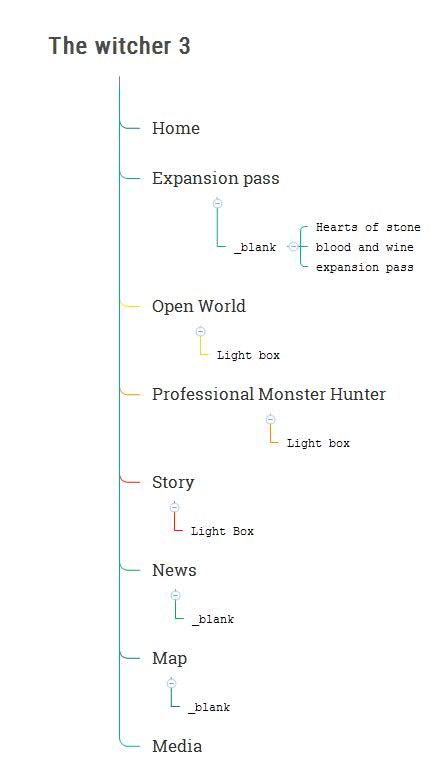 The witcher 3
Home
Expansion pass
Hearts of stone
_blank
blood and wine
expansion pass
Open World
Light box
Professional Monster Hunter
Light box
Story
Light Box
News
_blank
Map
_blank
Media